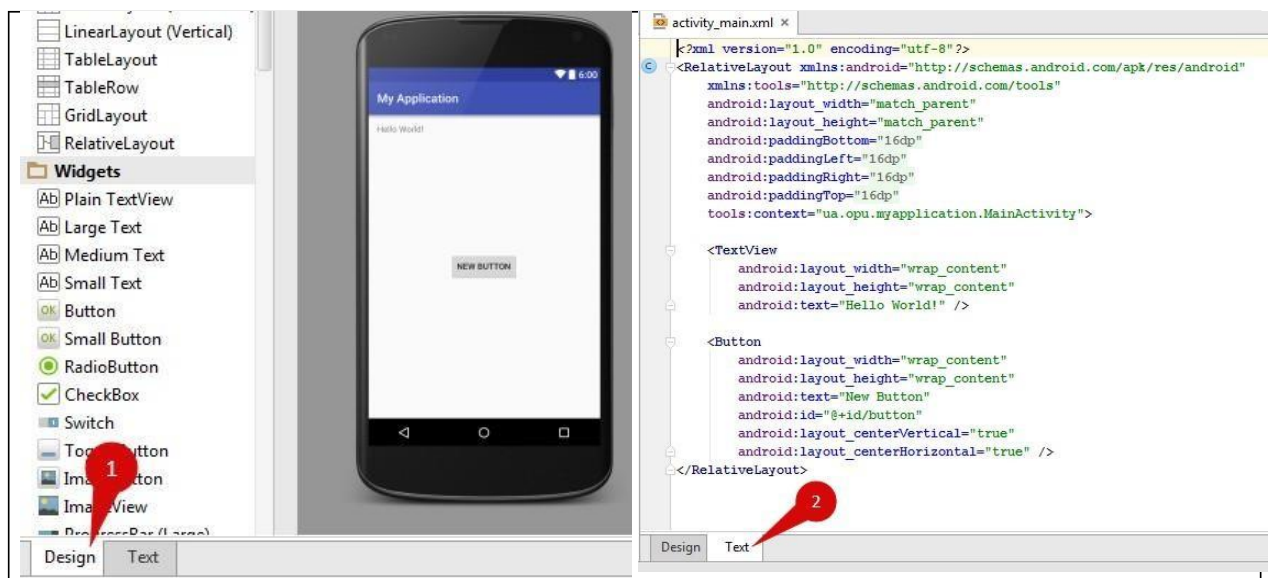 LinearLayout (Vertical)
TableLayout
TableRow
GridLayout
RelativeLayout
Widgets
Ab Plain TextView
Ab Large Text
Ab Medium Text
Ab Small Text
OK Button
OK Small Button
RadioButton
CheckBox
Switch
1
Design Text
6:00
My Application
Hello World!
NEW BUTTON
activity_main.xml ×
<?xml version="1.0" encoding="utf-8"?>
C <RelativeLayout xmlns:android="http://schemas.android.com/apk/res/android"
xmlns:tools="http://schemas.android.com/tools"
android:layout_width="match_parent"
android:layout_height="match_parent"
android:paddingBottom="16dp"
android:paddingLeft="16dp"
android:paddingRight="16dp"
android:paddingTop="16dp"
tools:context="ua.opu.myapplication.MainActivity">
<TextView
android:layout_width="wrap_content"
android:layout_height="wrap_content"
android:text="Hello World!" />
<Button
android:layout_width="wrap_content"
android:layout_height="wrap_content"
android:text="New Button"
android:id="@+id/button"
android:layout_centerVertical="true"
android:layout_centerHorizontal="true" />
</RelativeLayout>
2
Design Text